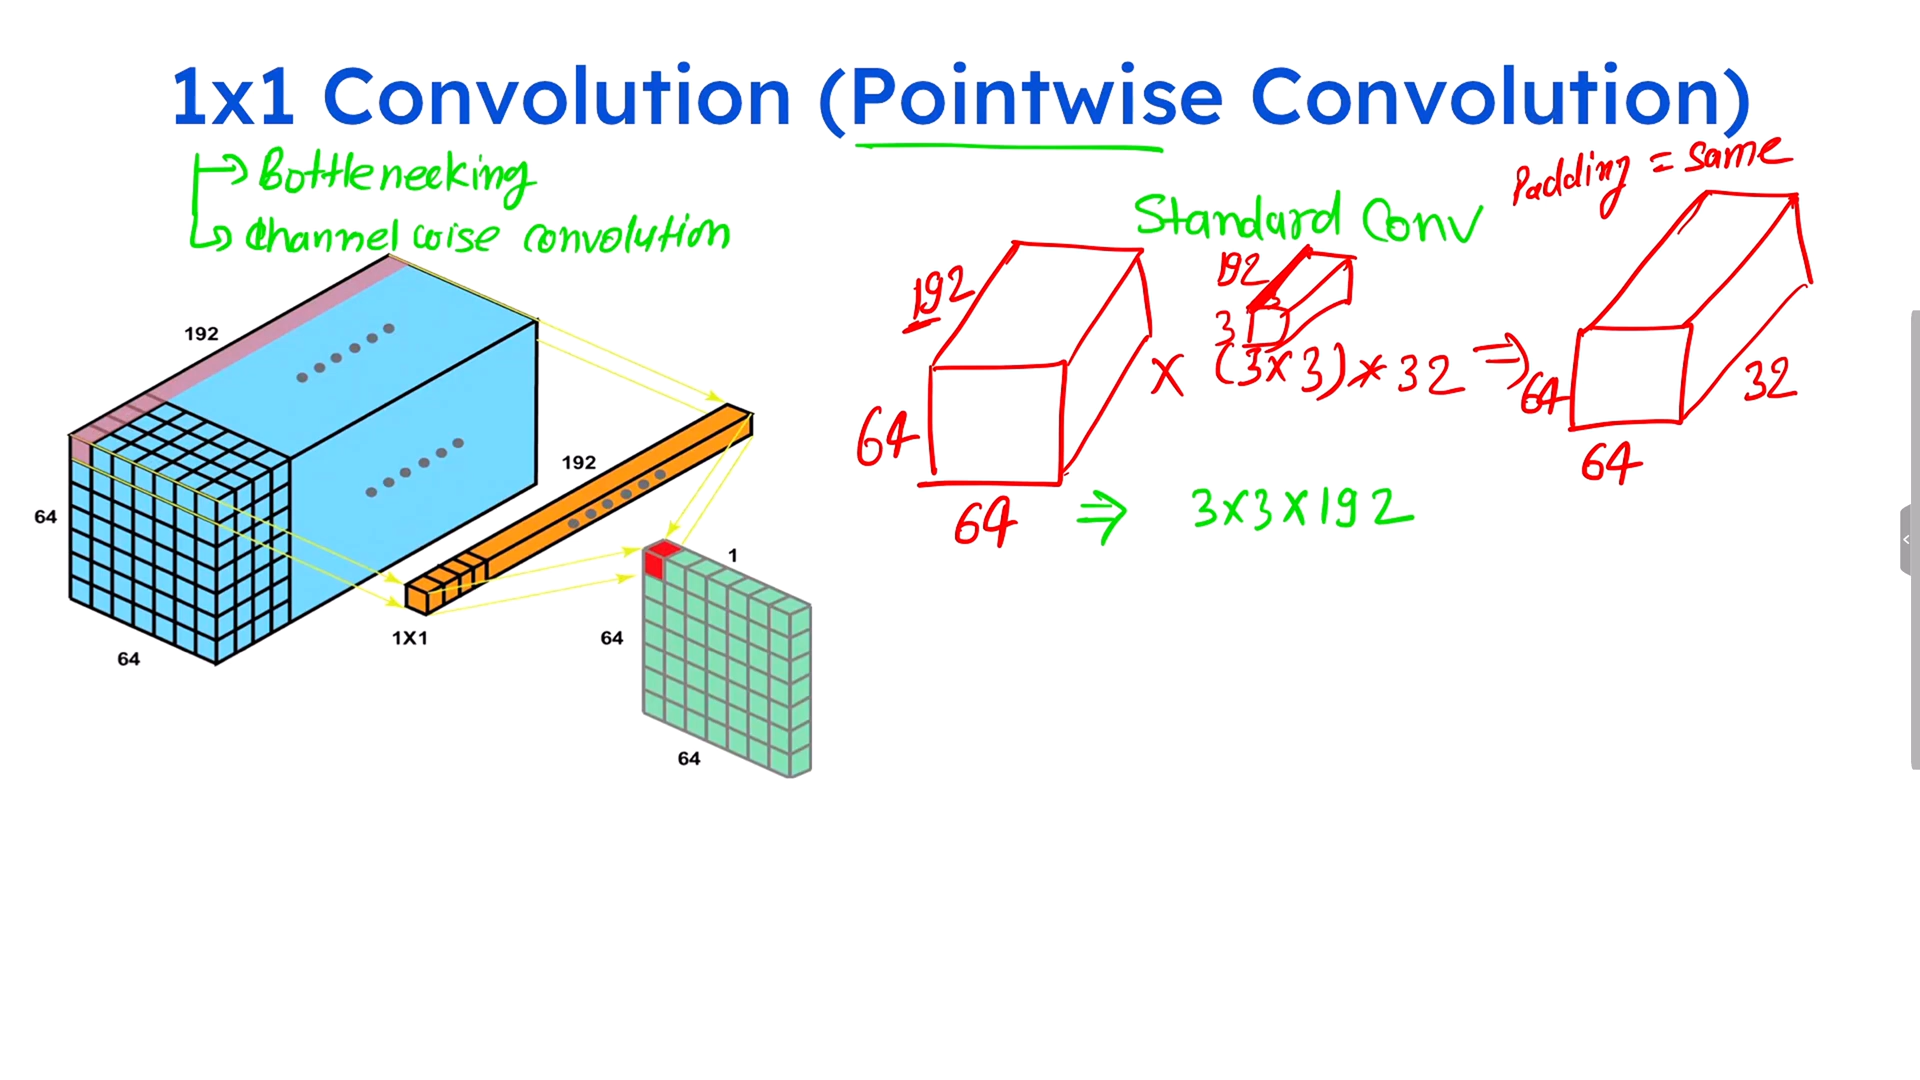 1x1 Convolution (Pointwise Convolution)
Bottlenecking
Channel wise convolution
Padding = same
Standard Conv
192
64
64
192
1X1
1
64
64
192
64
64
192
3
x (3x3) * 32 ⇒
64
64
32
⇒ 3x3x192
<